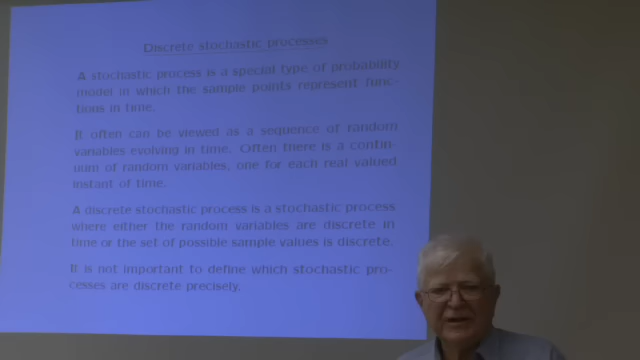 Discrete stochastic processes
A stochastic process is a special type of probability
model in which the sample points represent func-
tions in time.
It often can be viewed as a sequence of random
variables evolving in time. Often there is a contin-
uum of random variables, one for each real valued
instant of time.
A discrete stochastic process is a stochastic process
where either the random variables are discrete in
time or the set of possible sample values is discrete.
It is not important to define which stochastic pro-
cesses are discrete precisely.